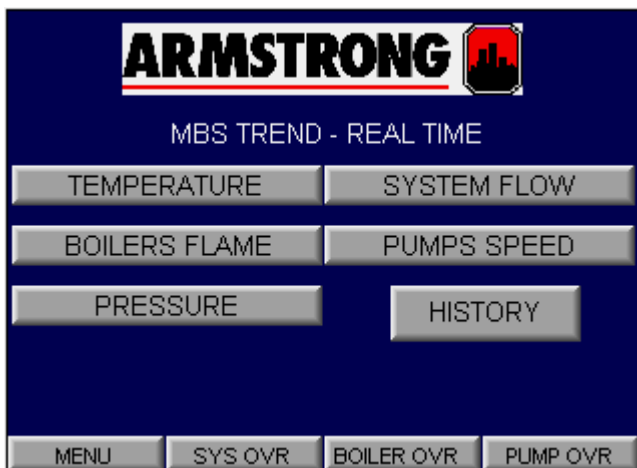 ARMSTRONG
MBS TREND - REAL TIME
TEMPERATURE SYSTEM FLOW
BOILERS FLAME PUMPS SPEED
PRESSURE HISTORY
MENU SYS OVR BOILER OVR PUMP OVR